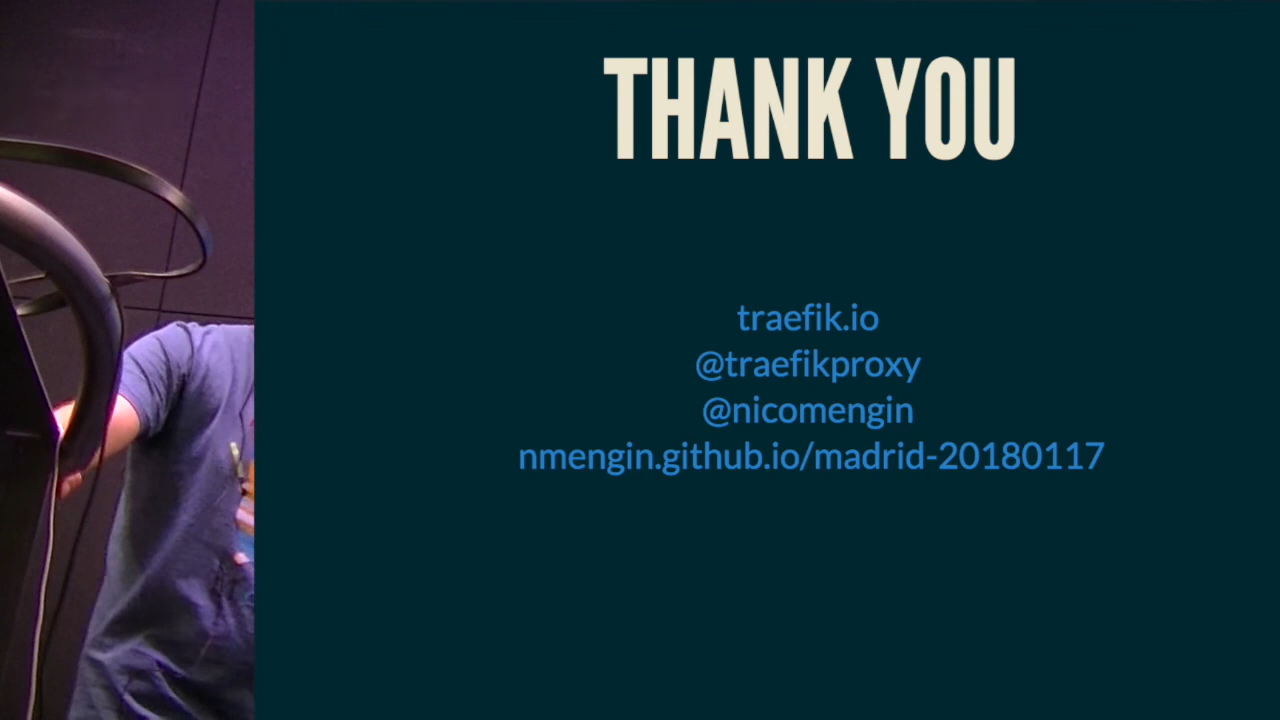 THANK YOU
traefik.io
@traefikproxy
@nicomengin
nmengin.github.io/madrid-20180117